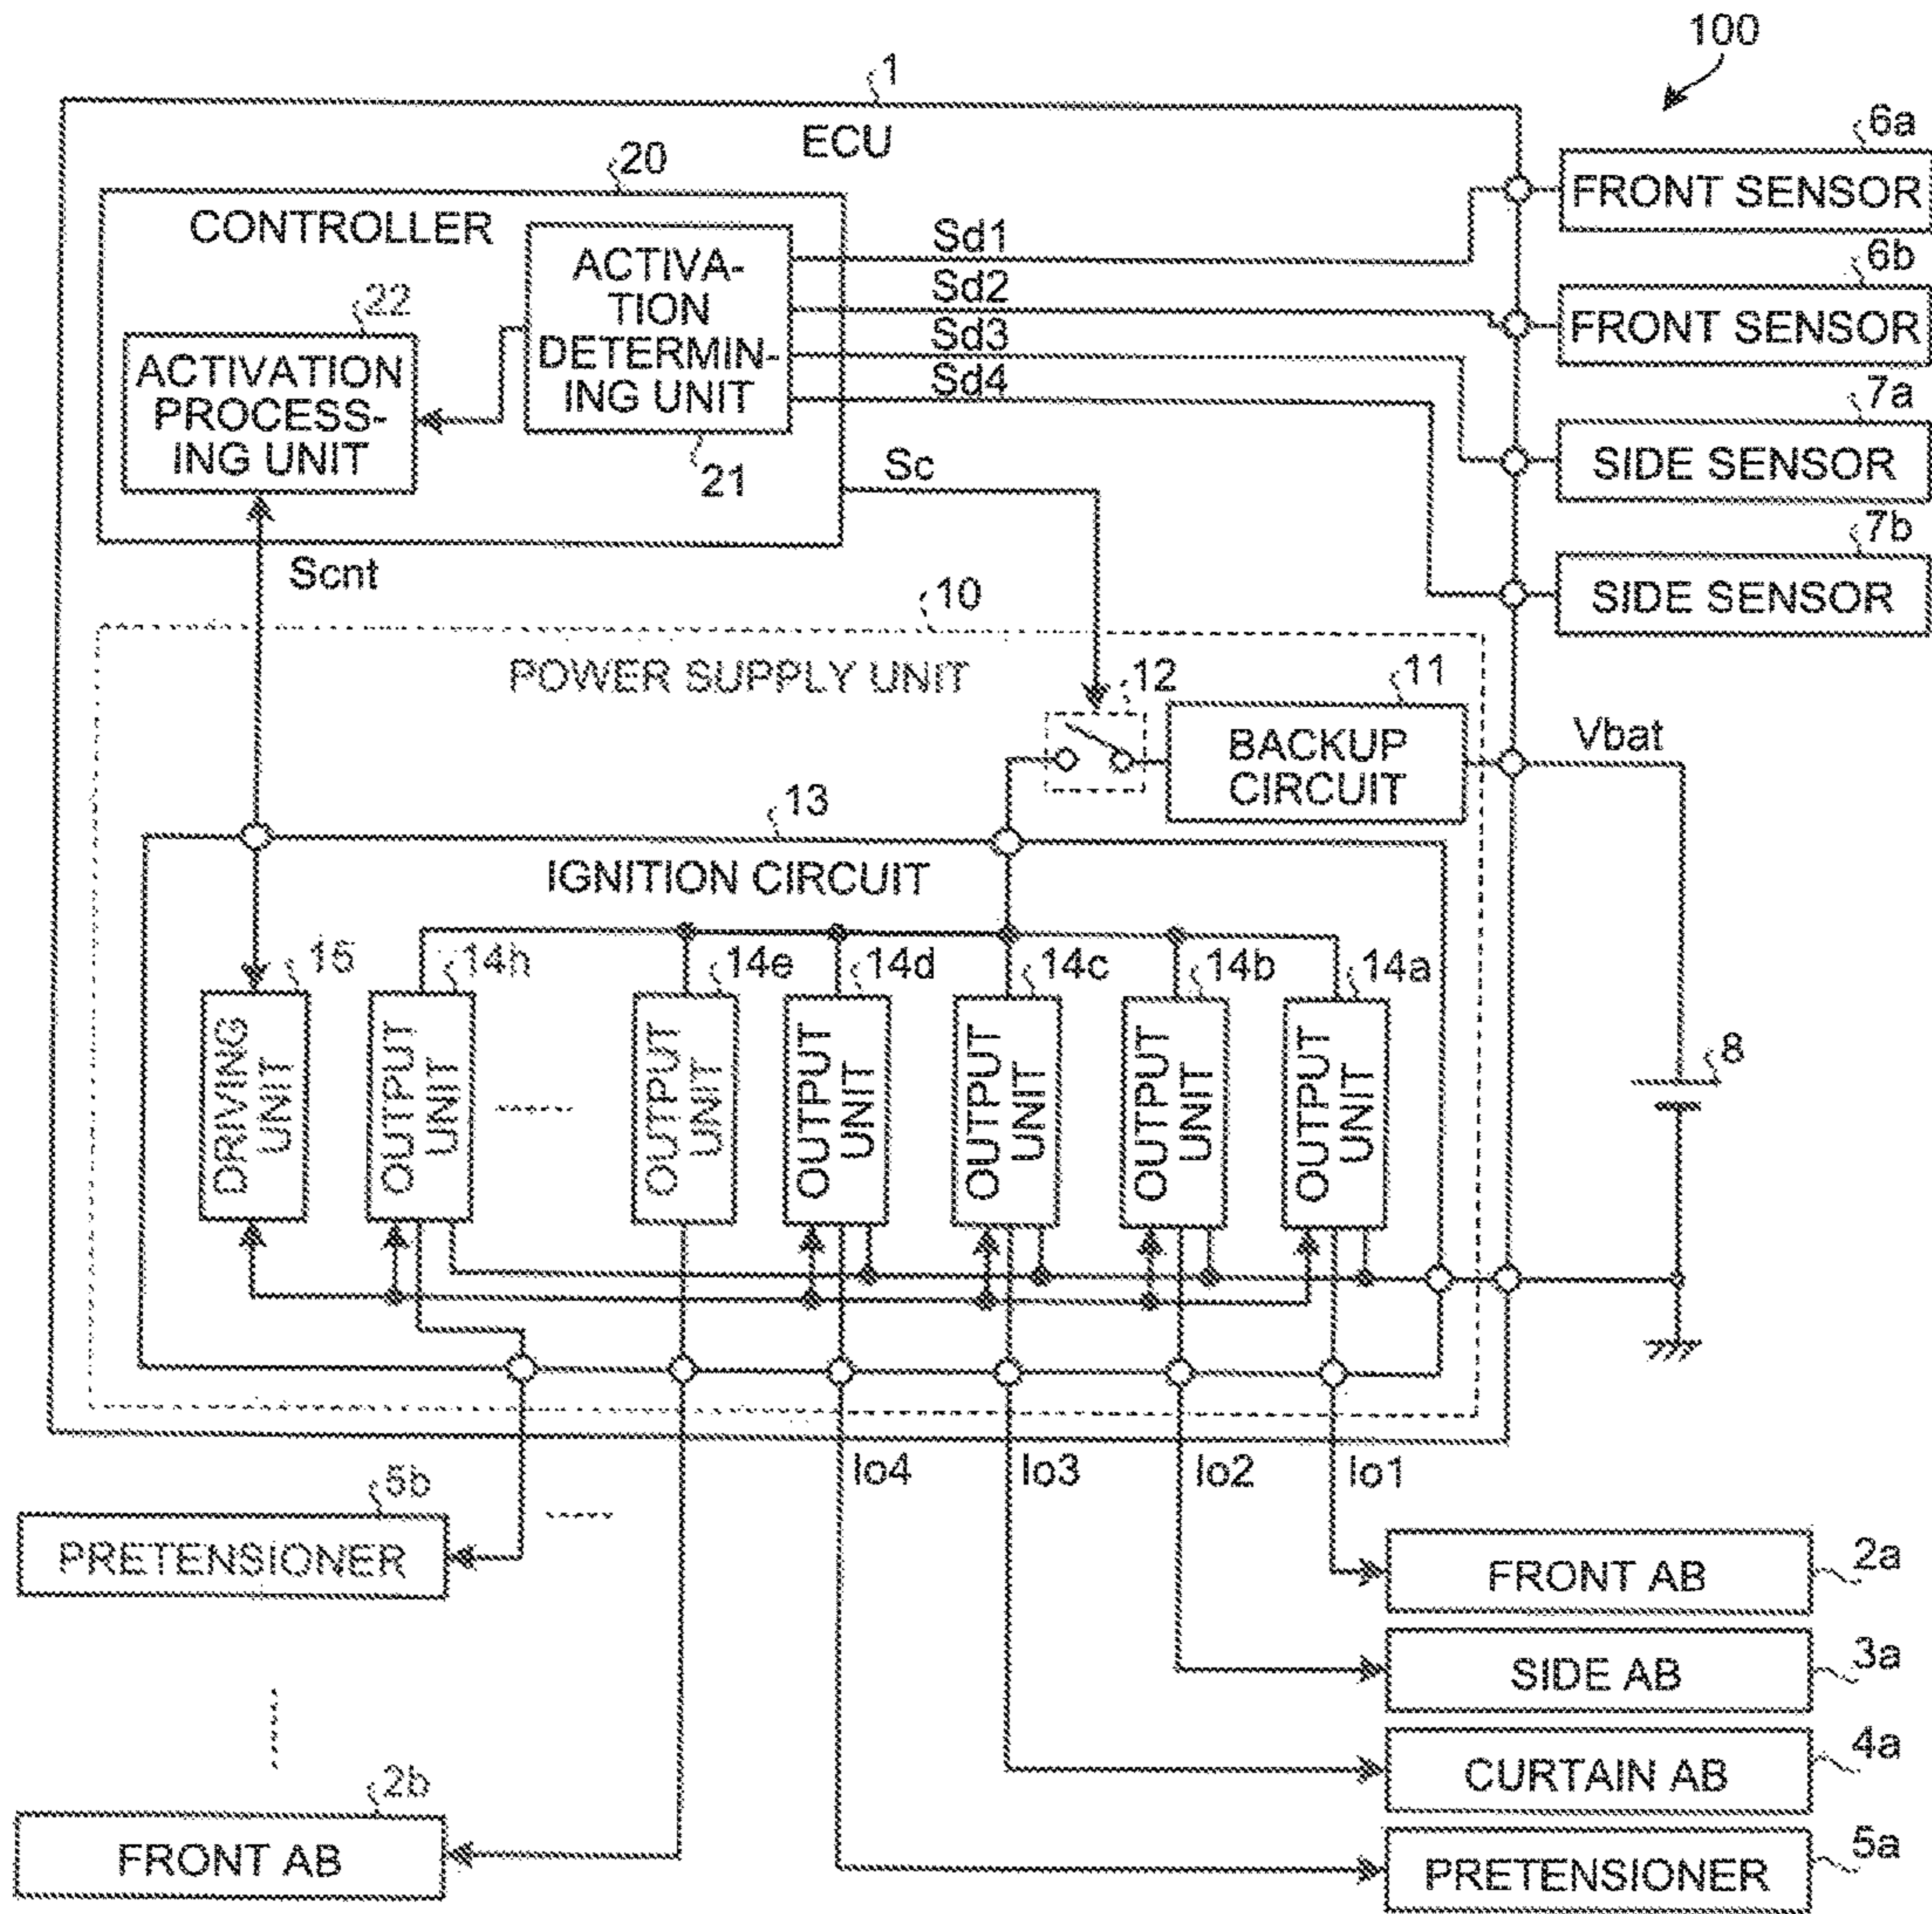 100
1
ECU
6a
FRONT SENSOR
20
CONTROLLER
ACTIVA-
TION
DETERMIN-
ING UNIT
21
Sd1
Sd2
Sd3
Sd4
6b
FRONT SENSOR
22
ACTIVATION
PROCESS-
ING UNIT
7a
SIDE SENSOR
Sc
7b
SIDE SENSOR
Scnt
10
POWER SUPPLY UNIT
12
11
BACKUP
CIRCUIT
Vbat
13
IGNITION CIRCUIT
15
DRIVING
UNIT
14h
OUTPUT
UNIT
14e
OUTPUT
UNIT
14d
OUTPUT
UNIT
14c
OUTPUT
UNIT
14b
OUTPUT
UNIT
14a
OUTPUT
UNIT
8
Io4
Io3
Io2
Io1
5b
PRETENSIONER
2a
FRONT AB
3a
SIDE AB
4a
CURTAIN AB
2b
FRONT AB
5a
PRETENSIONER